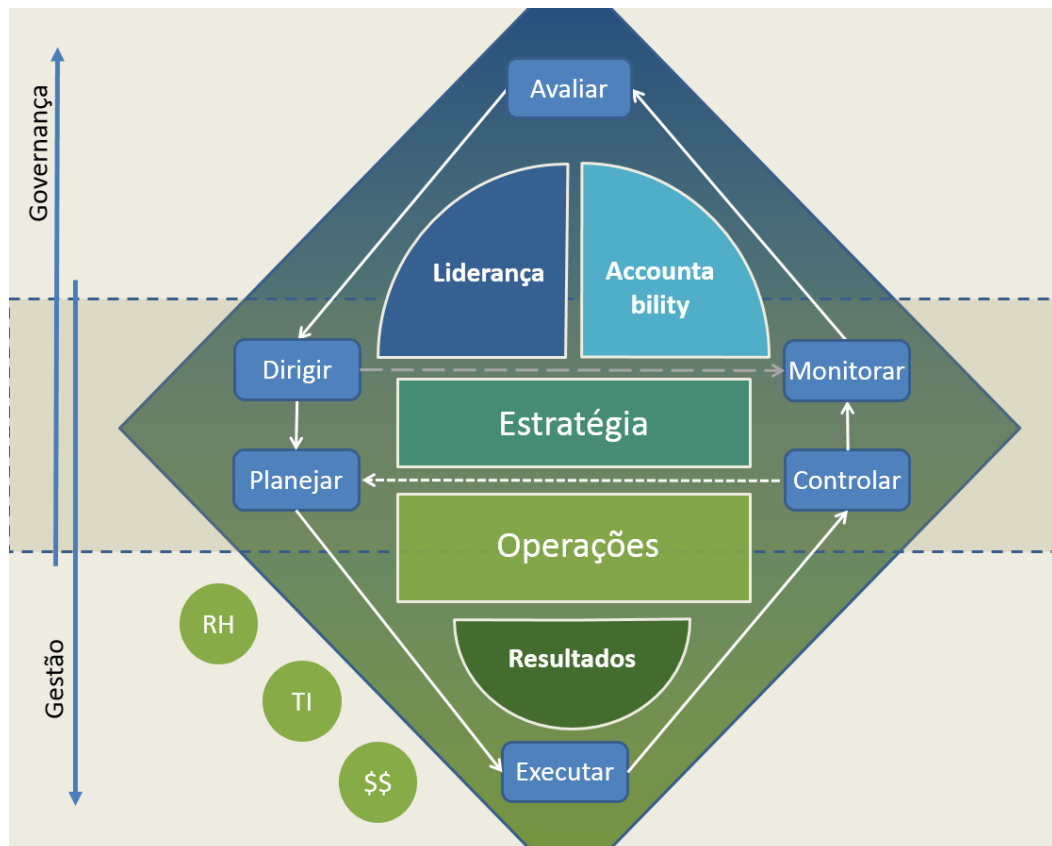 Governança
Avaliar
Liderança
Accounta
bility
Dirigir
Monitorar
Estratégia
Planejar
Controlar
Operações
Gestão
RH
Resultados
TI
$$
Executar